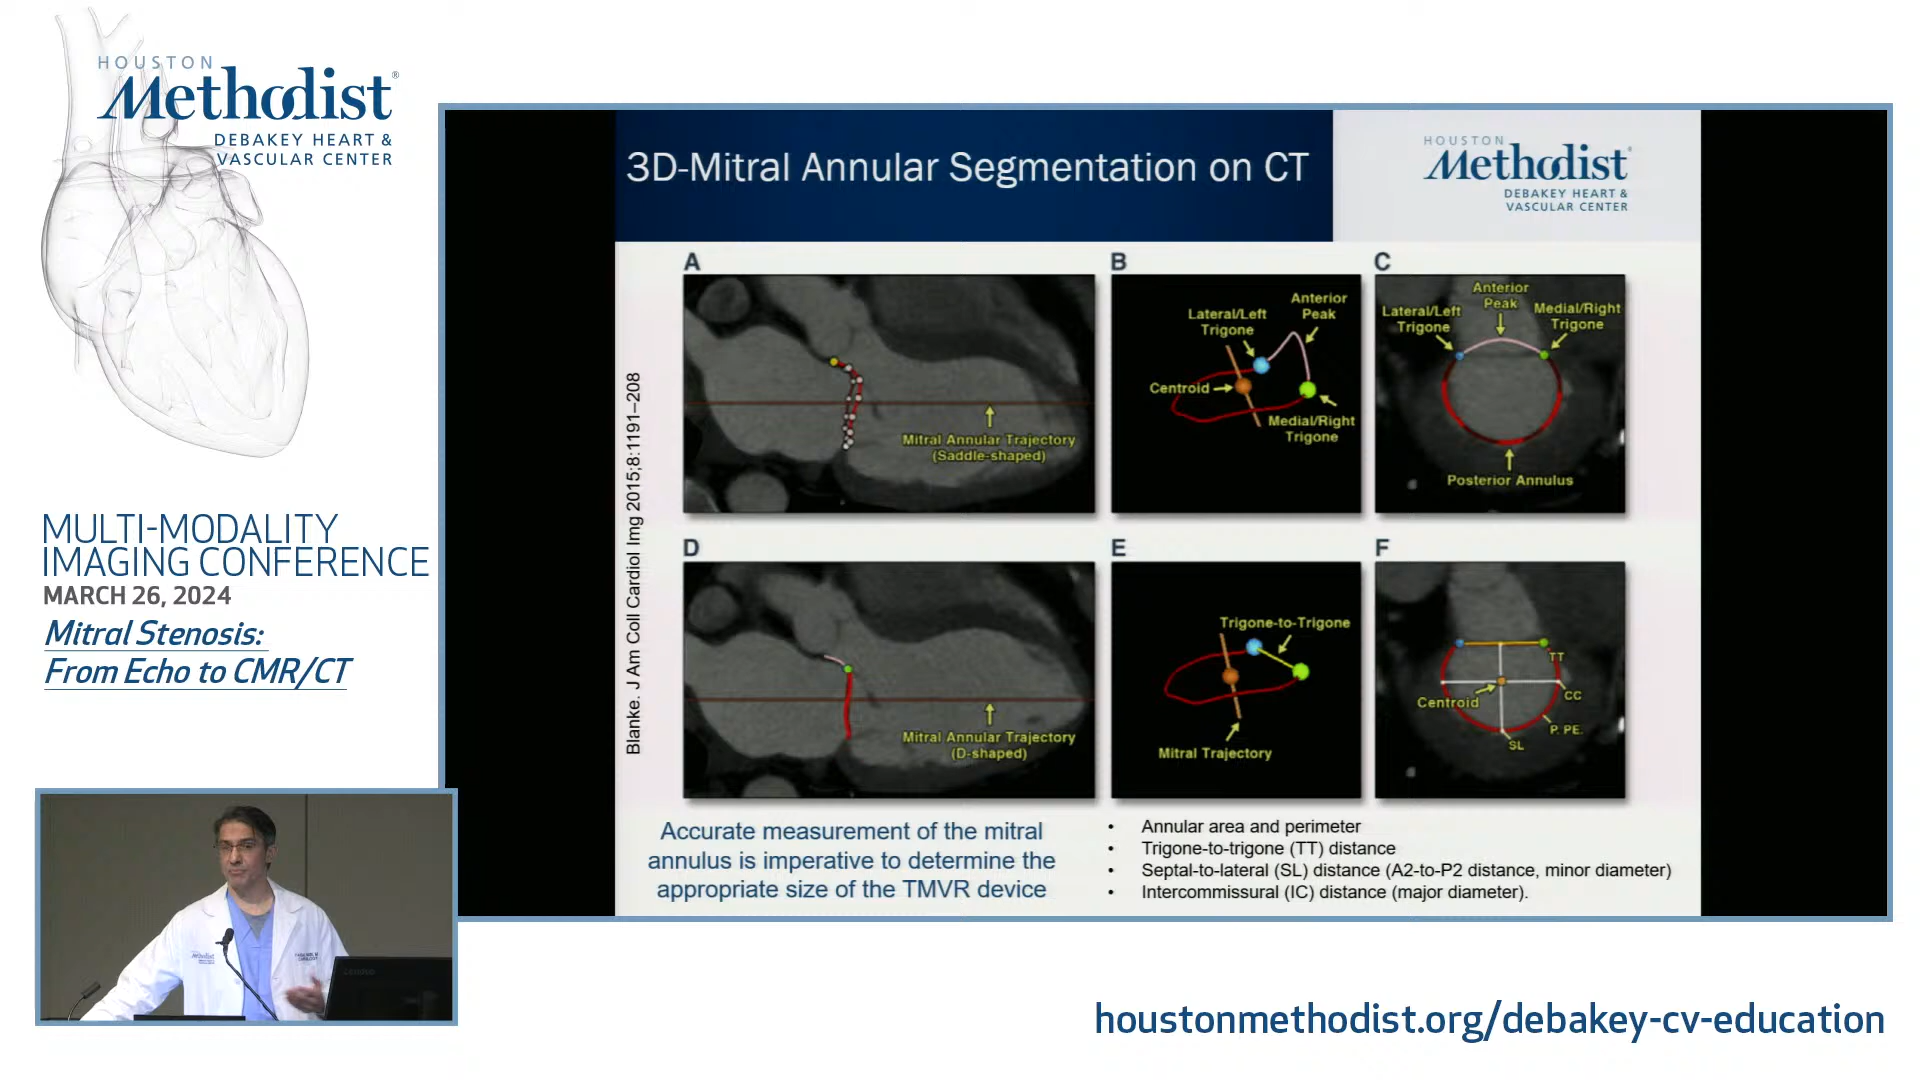 HOUSTON
Methodist®
DEBAKEY HEART &
VASCULAR CENTER
MULTI-MODALITY
IMAGING CONFERENCE
MARCH 26, 2024
Mitral Stenosis:
From Echo to CMR/CT
3D-Mitral Annular Segmentation on CT
HOUSTON
Methodist
DEBAKEY HEART &
VASCULAR CENTER
Blanke. J Am Coll Cardiol Img 2015;8:1191–208
A
Mitral Annular Trajectory
(Saddle-shaped)
B
Lateral/Left
Trigone
Anterior
Peak
Centroid
Medial/Right
Trigone
C
Anterior
Peak
Lateral/Left
Trigone
Medial/Right
Trigone
Posterior Annulus
D
Mitral Annular Trajectory
(D-shaped)
E
Trigone-to-Trigone
Mitral Trajectory
F
TT
CC
Centroid
P. PE.
SL
Accurate measurement of the mitral
annulus is imperative to determine the
appropriate size of the TMVR device
• Annular area and perimeter
• Trigone-to-trigone (TT) distance
• Septal-to-lateral (SL) distance (A2-to-P2 distance, minor diameter)
• Intercommissural (IC) distance (major diameter).
Methodist
Lenovo
houstonmethodist.org/debakey-cv-education